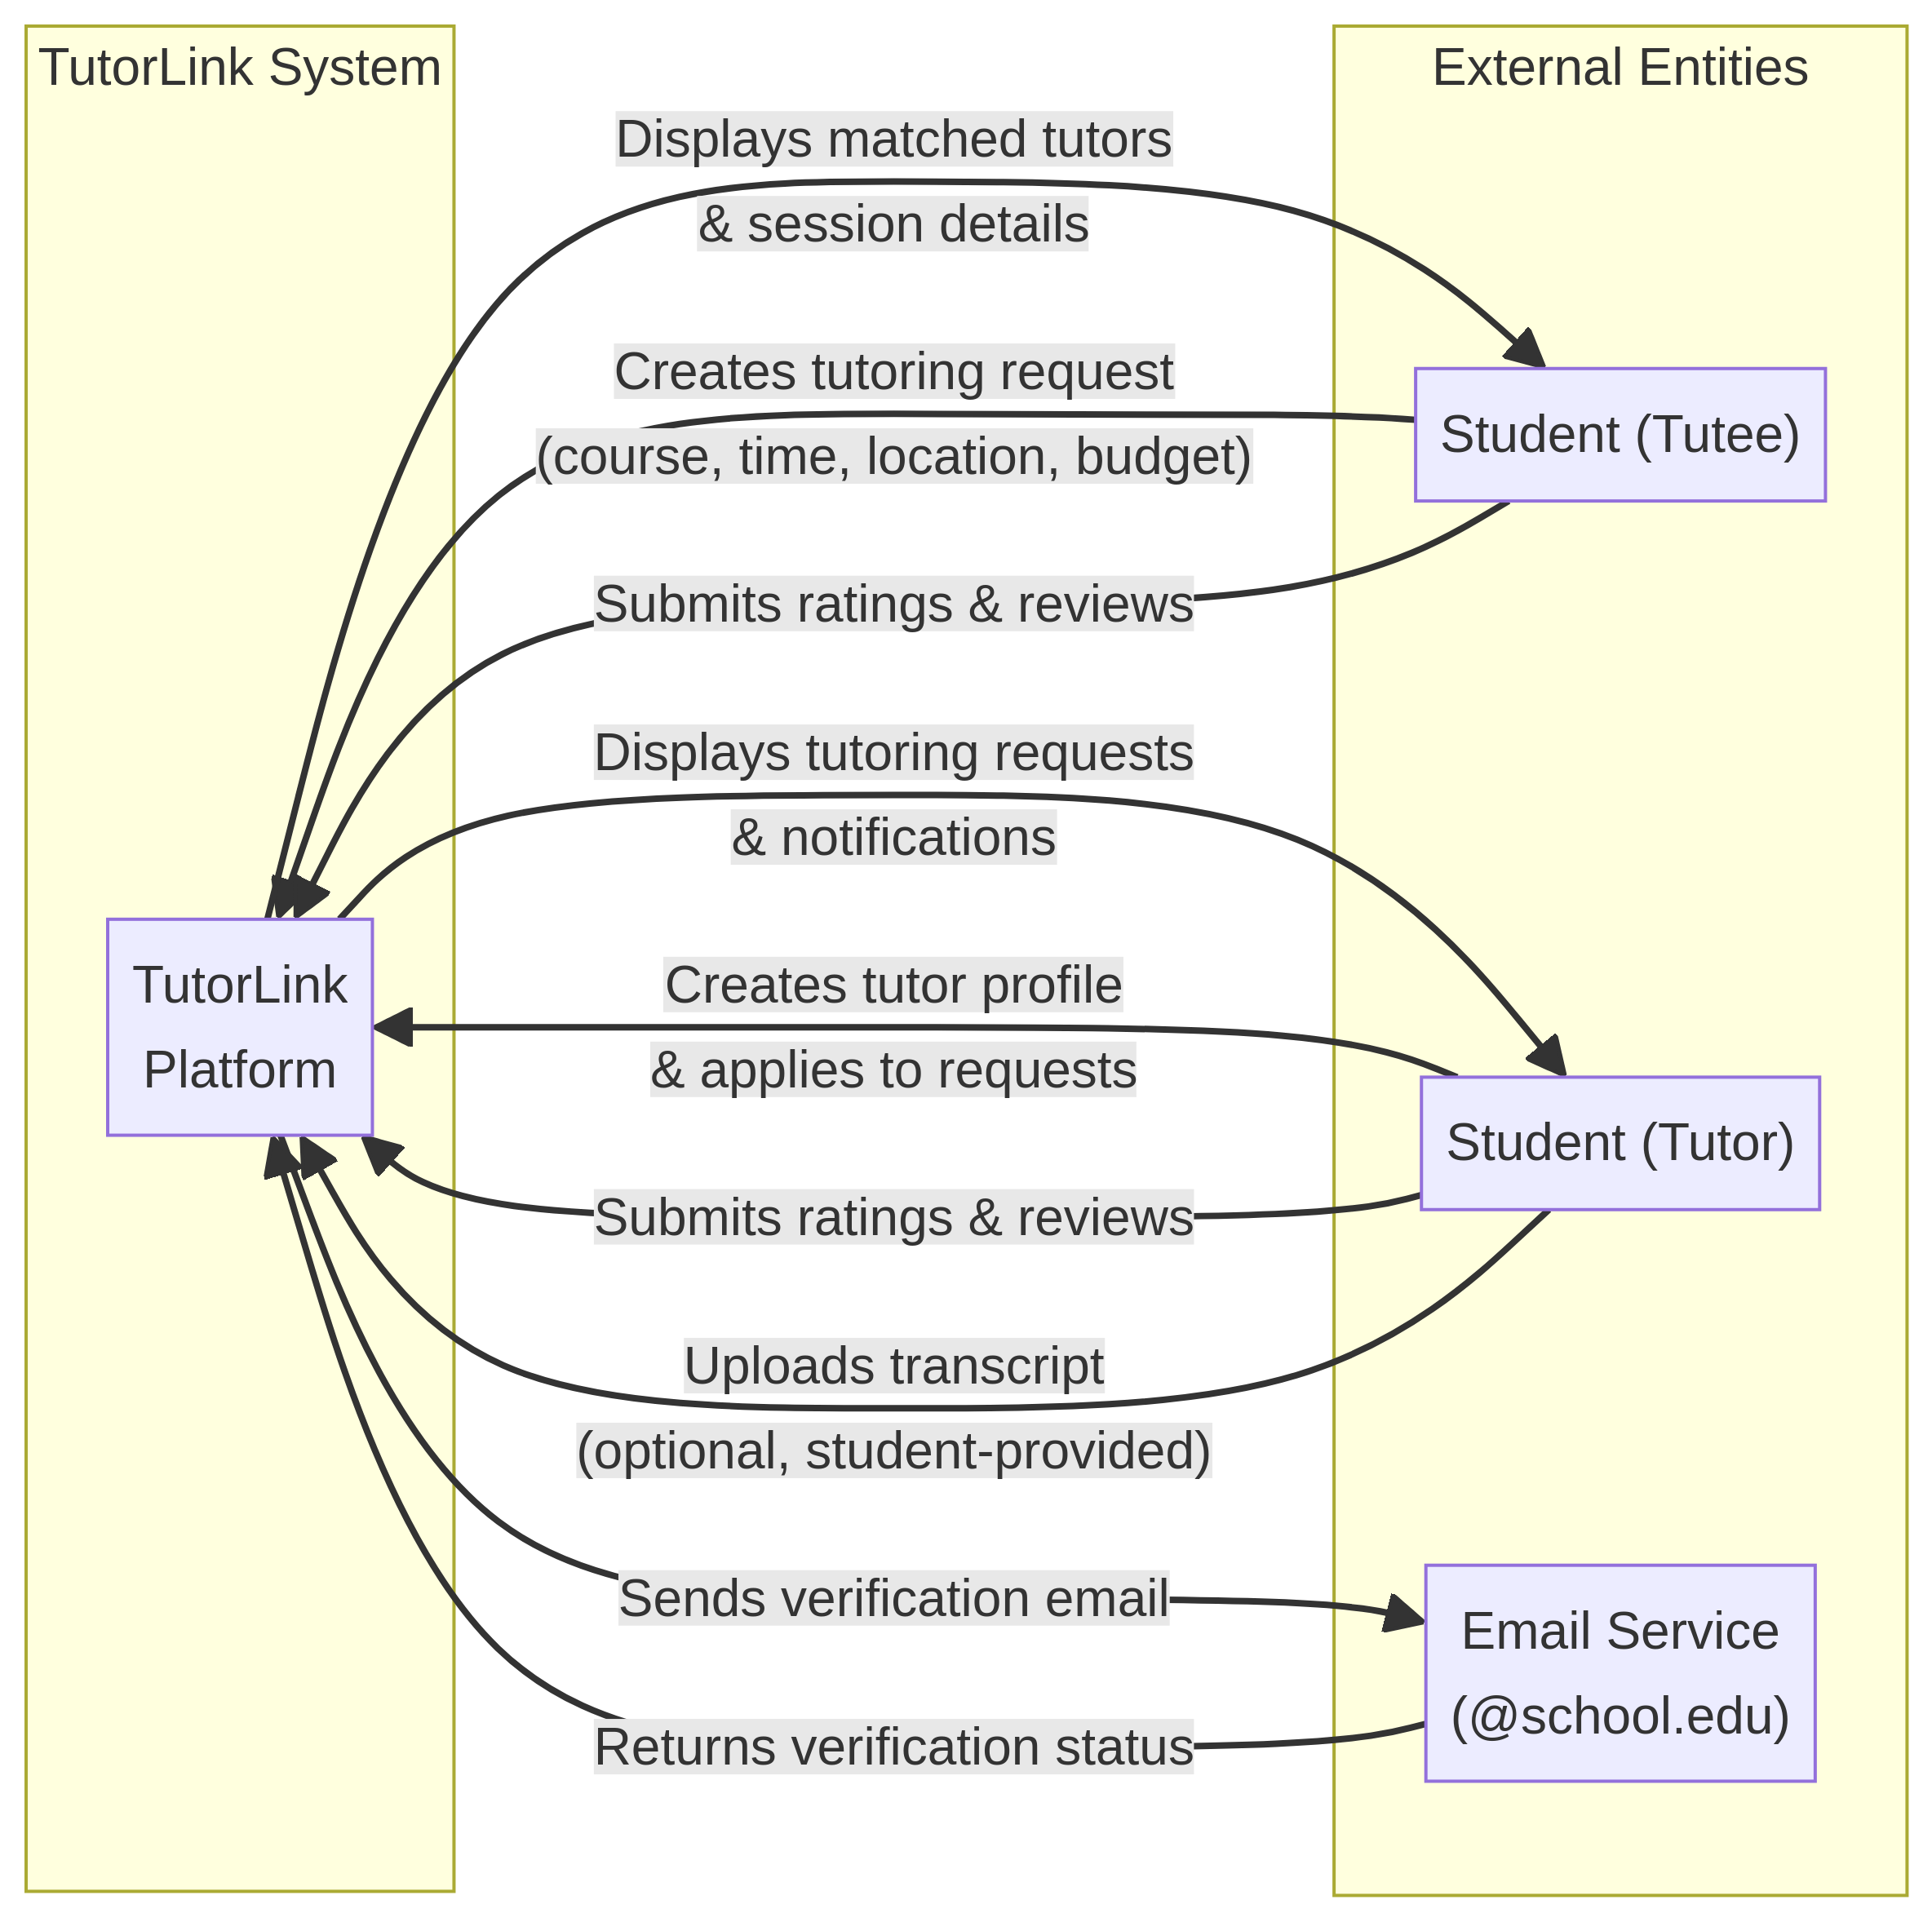 TutorLink System
External Entities
Displays matched tutors
& session details
Creates tutoring request
(course, time, location, budget)
Student (Tutee)
Submits ratings & reviews
Displays tutoring requests
& notifications
TutorLink
Platform
Creates tutor profile
& applies to requests
Student (Tutor)
Submits ratings & reviews
Uploads transcript
(optional, student-provided)
Sends verification email
Email Service
(@school.edu)
Returns verification status